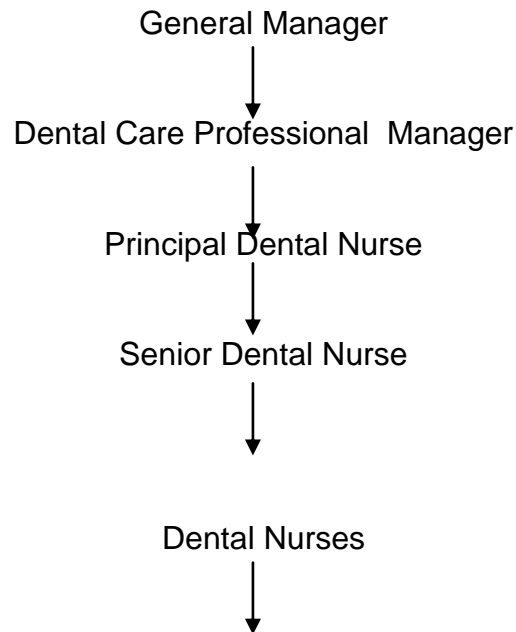 General Manager
Dental Care Professional  Manager
Principal Dental Nurse
Senior Dental Nurse
Dental Nurses